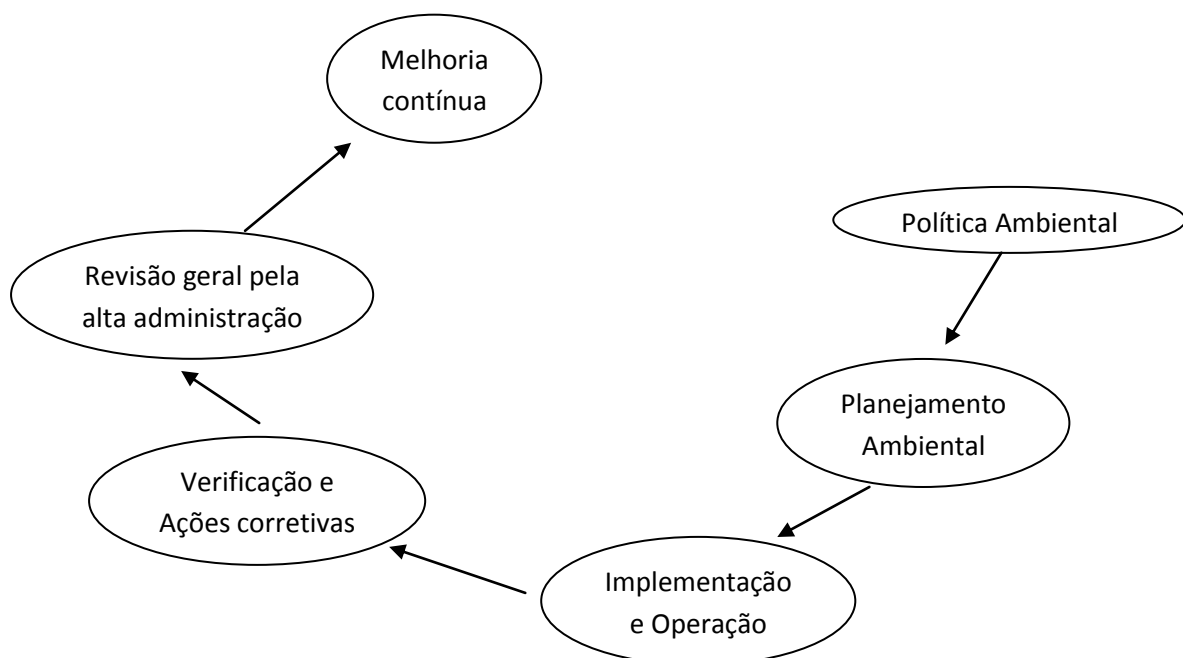 Melhoria
contínua
Política Ambiental
Revisão geral pela
alta administração
Planejamento
Ambiental
Verificação e
Ações corretivas
Implementação
e Operação